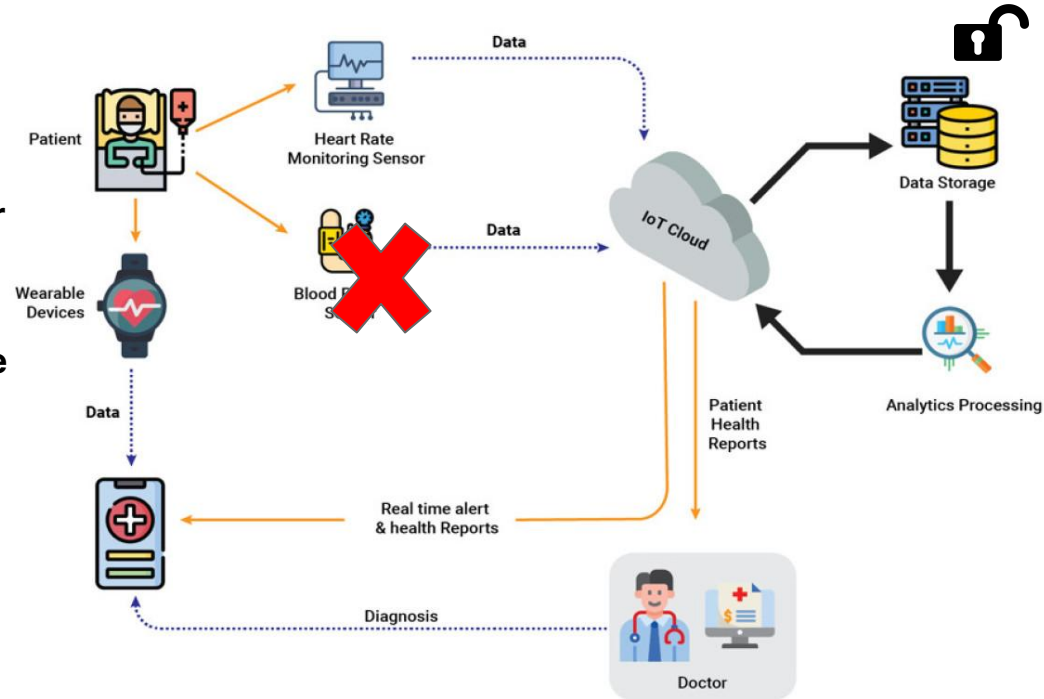 Data
Patient
Heart Rate
Monitoring Sensor
Data Storage
IoT Cloud
Data
Wearable
Devices
Blood
Data
Patient
Health
Reports
Analytics Processing
Real time alert
& health Reports
Diagnosis
Doctor